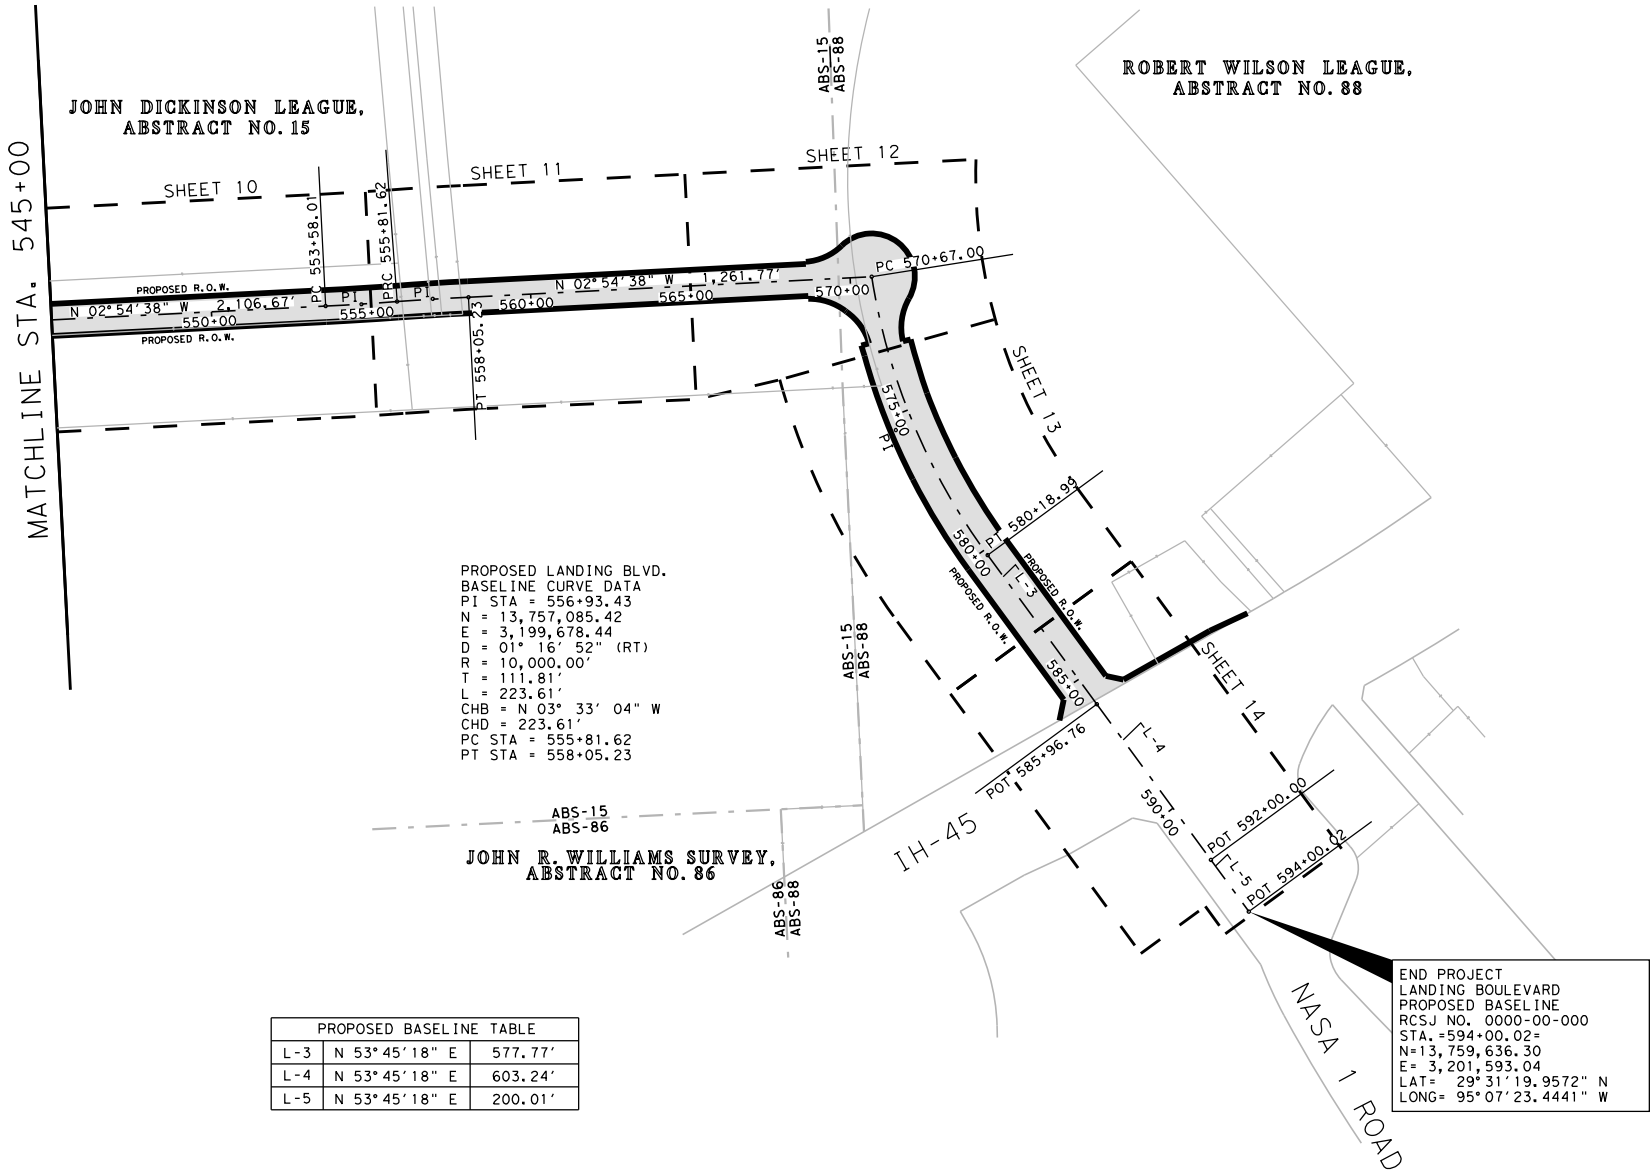 ABS-15
ABS-88
ROBERT WILSON LEAGUE,
ABSTRACT NO. 88
JOHN DICKINSON LEAGUE,
ABSTRACT NO. 15
MATCHLINE STA. 545+00
SHEET 10
SHEET 11
SHEET 12
PC 553+58.01
PRC 555+81.62
PROPOSED R.O.W.
N 02°54'38" W 2,106.67'
550+00
PROPOSED R.O.W.
PI
555+00
PI
PT 558+05.23
560+00
N 02°54'38" W 1,261.77'
565+00
570+00
PC 570+67.00
SHEET 13
575+00
PI
PT 580+18.99
580+00
L-3
PROPOSED R.O.W.
PROPOSED R.O.W.
585+00
SHEET 14
PROPOSED LANDING BLVD.
BASELINE CURVE DATA
PI STA = 556+93.43
N = 13,757,085.42
E = 3,199,678.44
D = 01° 16' 52" (RT)
R = 10,000.00'
T = 111.81'
L = 223.61'
CHB = N 03° 33' 04" W
CHD = 223.61'
PC STA = 555+81.62
PT STA = 558+05.23
ABS-15
ABS-88
POT 585+96.76
L-4
590+00
POT 592+00.00
L-5
POT 594+00.02
ABS-15
ABS-86
JOHN R. WILLIAMS SURVEY,
ABSTRACT NO. 86
ABS-86
ABS-88
IH-45
NASA 1 ROAD
END PROJECT
LANDING BOULEVARD
PROPOSED BASELINE
RCSJ NO. 0000-00-000
STA.=594+00.02=
N=13,759,636.30
E= 3,201,593.04
LAT= 29°31'19.9572" N
LONG= 95°07'23.4441" W
PROPOSED BASELINE TABLE
L-3 N 53°45'18" E 577.77'
L-4 N 53°45'18" E 603.24'
L-5 N 53°45'18" E 200.01'